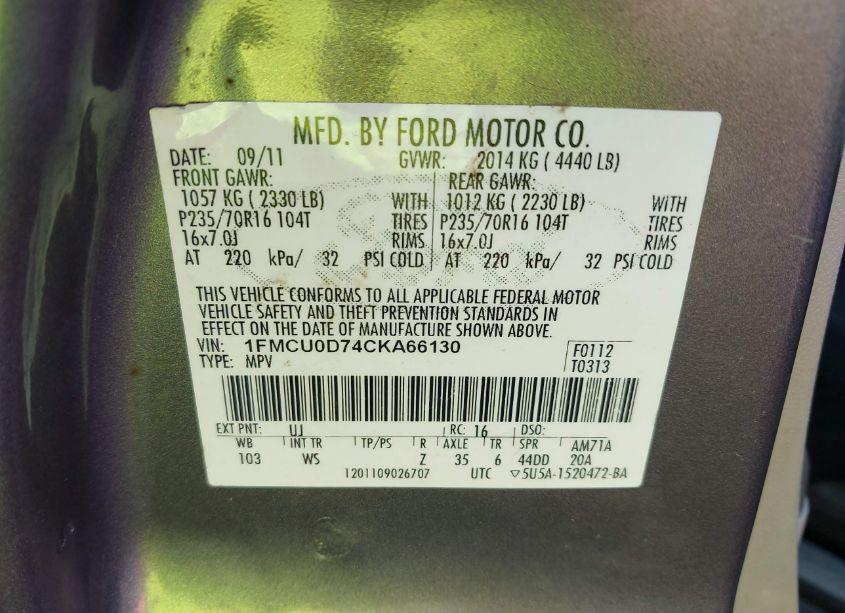 MFD. BY FORD MOTOR CO.
DATE: 09/11 GVWR: 2014 KG ( 4440 LB)
FRONT GAWR: REAR GAWR:
1057 KG ( 2330 LB) WITH 1012 KG ( 2230 LB) WITH
P235/70R16 104T TIRES P235/70R16 104T TIRES
16x7.0J RIMS 16x7.0J RIMS
AT 220 kPa/ 32 PSI COLD AT 220 kPa/ 32 PSI COLD
THIS VEHICLE CONFORMS TO ALL APPLICABLE FEDERAL MOTOR
VEHICLE SAFETY AND THEFT PREVENTION STANDARDS IN
EFFECT ON THE DATE OF MANUFACTURE SHOWN ABOVE.
VIN: 1FMCU0D74CKA66130 F0112
TYPE: MPV T0313
EXT PNT: UJ RC: 16 DSO:
WB INT TR TP/PS R AXLE TR SPR AM71A
103 WS Z 35 6 44DD 20A
1201109026707 UTC ▽5U5A-1520472-BA